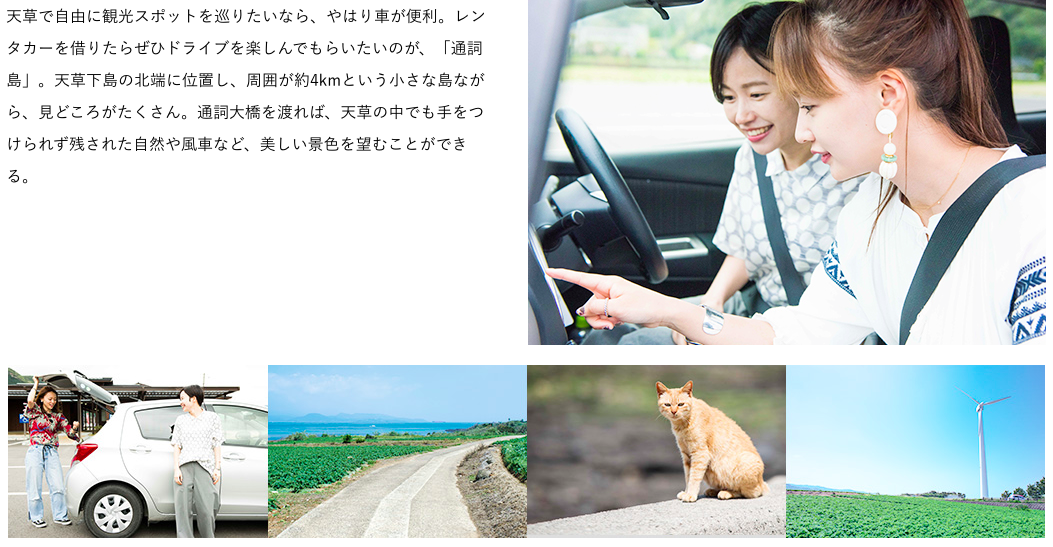 天草で自由に観光スポットを巡りたいなら、やはり車が便利。レン
タカーを借りたらぜひドライブを楽しんでもらいたいのが、「通詞
島」。天草下島の北端に位置し、周囲が約4kmという小さな島なが
ら、見どころがたくさん。通詞大橋を渡れば、天草の中でも手をつ
けられず残された自然や風車など、美しい景色を望むことができ
る。